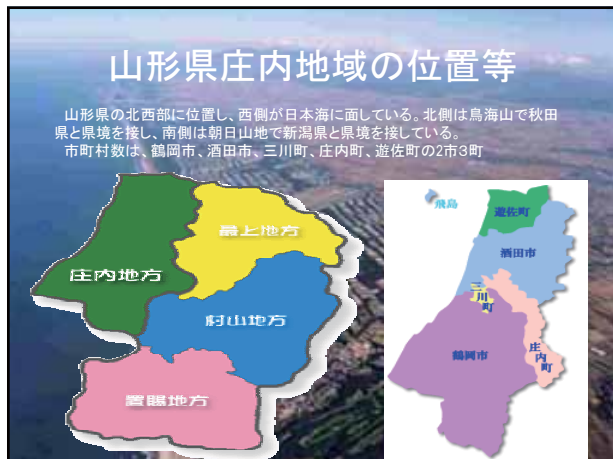 山形県庄内地域の位置等
山形県の北西部に位置し、西側が日本海に面している。北側は鳥海山で秋田
県と県境を接し、南側は朝日山地で新潟県と県境を接している。
市町村数は、鶴岡市、酒田市、三川町、庄内町、遊佐町の2市3町
最上地方
庄内地方
村山地方
置賜地方
飛島
遊佐町
酒田市
三川町
鶴岡市
庄内町